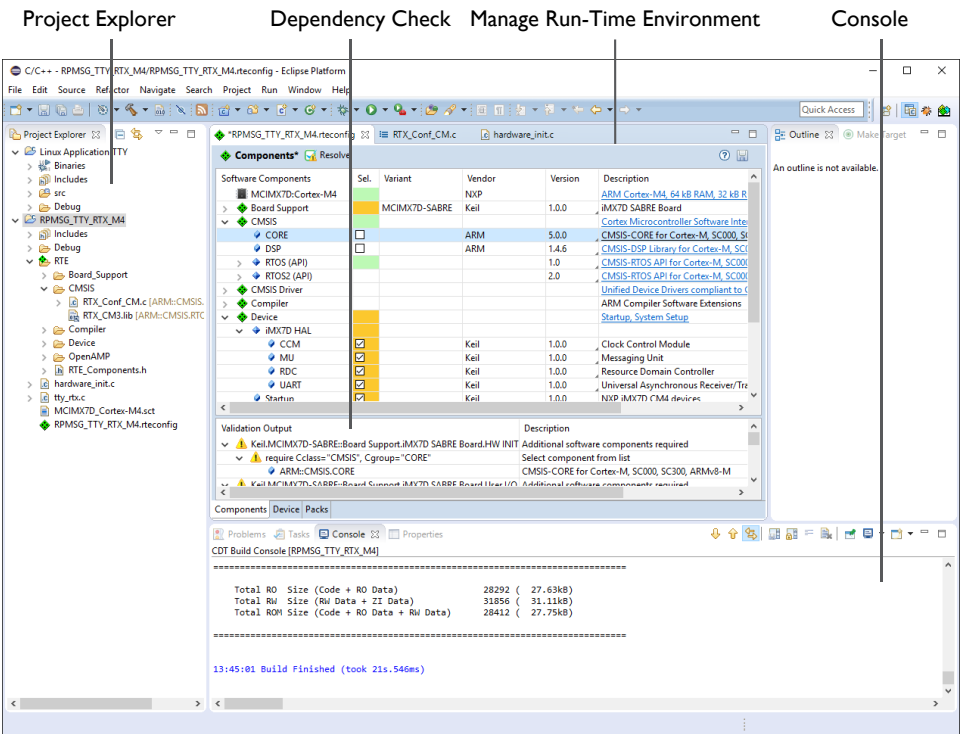 Project Explorer Dependency Check Manage Run-Time Environment Console
C/C++ - RPMSG_TTY_RTX_M4/RPMSG_TTY_RTX_M4.rteconfig - Eclipse Platform
File Edit Source Refactor Navigate Search Project Run Window Help
Quick Access
Project Explorer
Linux Application TTY
Binaries
Includes
src
Debug
RPMSG_TTY_RTX_M4
Includes
Debug
RTE
Board_Support
CMSIS
RTX_Conf_CM.c [ARM::CMSIS.
RTX_CM3.lib [ARM::CMSIS.RTC
Compiler
Device
OpenAMP
RTE_Components.h
hardware_init.c
tty_rtx.c
MCIMX7D_Cortex-M4.sct
RPMSG_TTY_RTX_M4.rteconfig
*RPMSG_TTY_RTX_M4.rteconfig RTX_Conf_CM.c hardware_init.c
Components* Resolve
Software Components Sel. Variant Vendor Version Description
MCIMX7D:Cortex-M4 NXP ARM Cortex-M4, 64 kB RAM, 32 kB R
Board Support MCIMX7D-SABRE Keil 1.0.0 iMX7D SABRE Board
CMSIS Cortex Microcontroller Software Inte
CORE ARM 5.0.0 CMSIS-CORE for Cortex-M, SC000, S
DSP ARM 1.4.6 CMSIS-DSP Library for Cortex-M, SC
RTOS (API) 1.0 CMSIS-RTOS API for Cortex-M, SC000
RTOS2 (API) 2.0 CMSIS-RTOS API for Cortex-M, SC000
CMSIS Driver Unified Device Drivers compliant to C
Compiler ARM Compiler Software Extensions
Device Startup, System Setup
iMX7D HAL
CCM Keil 1.0.0 Clock Control Module
MU Keil 1.0.0 Messaging Unit
RDC Keil 1.0.0 Resource Domain Controller
UART Keil 1.0.0 Universal Asynchronous Receiver/Tra
Startup Keil 1.0.0 NXP iMX7D CM4 devices
Validation Output Description
Keil.MCIMX7D-SABRE::Board Support.iMX7D SABRE Board.HW INIT Additional software components required
require Cclass="CMSIS", Cgroup="CORE" Select component from list
ARM::CMSIS.CORE CMSIS-CORE for Cortex-M, SC000, SC300, ARMv8-M
Keil.MCIMX7D-SABRE::Board Support.iMX7D SABRE Board.User I/O Additional software components required
Components Device Packs
Outline Make Target
An outline is not available.
Problems Tasks Console Properties
CDT Build Console [RPMSG_TTY_RTX_M4]
==============================================================================
Total RO Size (Code + RO Data) 28292 ( 27.63kB)
Total RW Size (RW Data + ZI Data) 31856 ( 31.11kB)
Total ROM Size (Code + RO Data + RW Data) 28412 ( 27.75kB)
==============================================================================
13:45:01 Build Finished (took 21s.546ms)